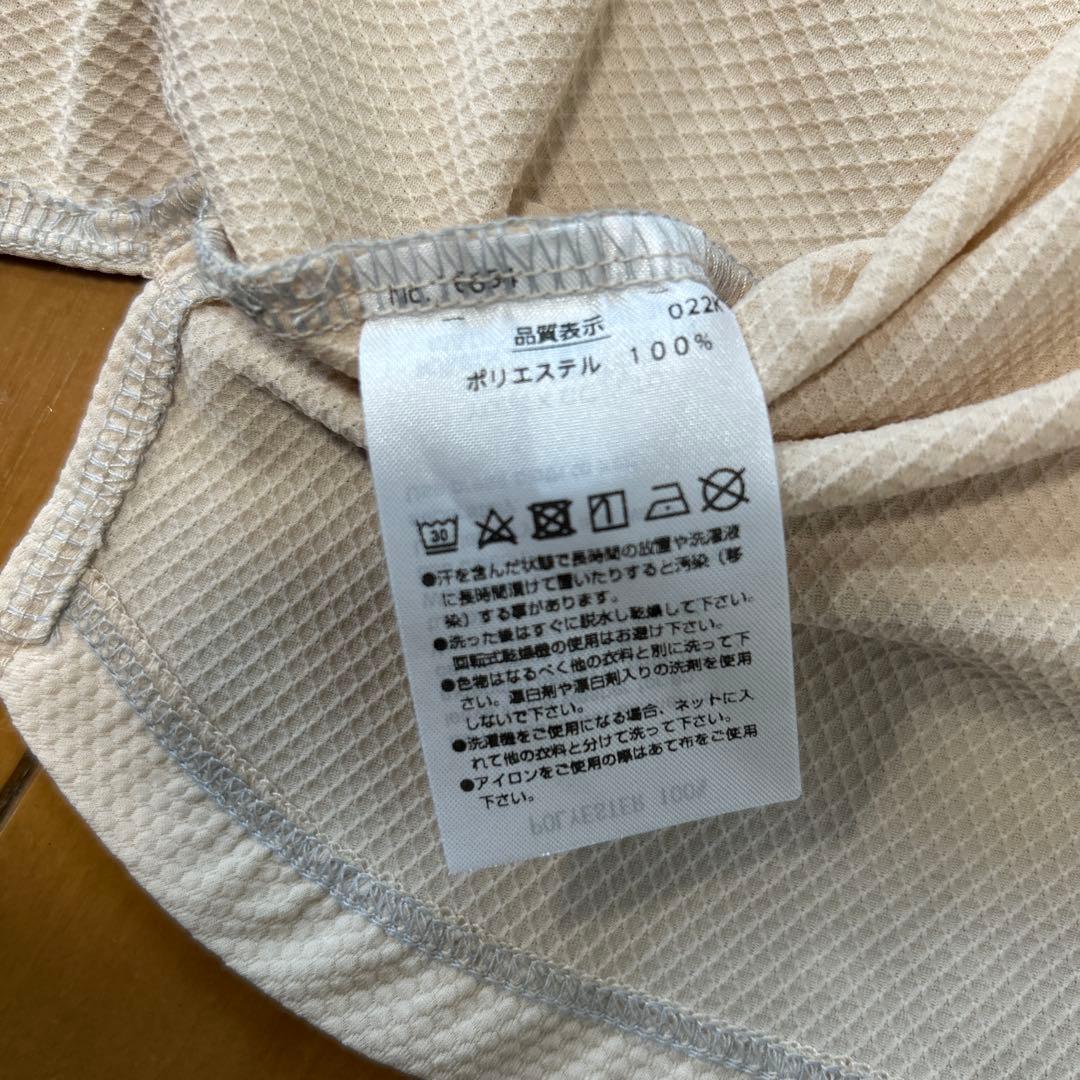 品質表示
022K
ポリエステル 100%
30
●汗を含んだ状態で長時間の放置や洗濯液
に長時間漬けて置いたりすると汚染（移
染）する事があります。
●洗った後はすぐに脱水し乾燥して下さい。
回転式乾燥機の使用はお避け下さい。
●色物はなるべく他の衣料と別に洗って下
さい。漂白剤や漂白剤入りの洗剤を使用
しないで下さい。
●洗濯機をご使用になる場合、ネットに入
れて他の衣料と分けて洗って下さい。
●アイロンをご使用の際はあて布をご使用
下さい。
POLYESTER 100%